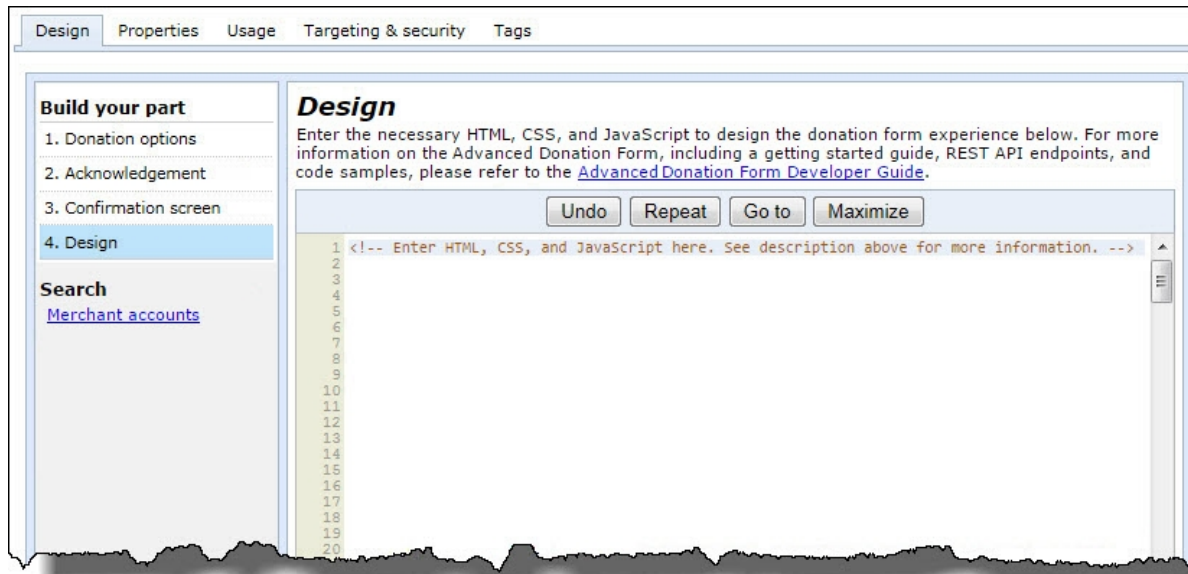 Design Properties Usage Targeting & security Tags
Build your part
1. Donation options
2. Acknowledgement
3. Confirmation screen
4. Design
Search
Merchant accounts
Design
Enter the necessary HTML, CSS, and JavaScript to design the donation form experience below. For more
information on the Advanced Donation Form, including a getting started guide, REST API endpoints, and
code samples, please refer to the Advanced Donation Form Developer Guide.
Undo Repeat Go to Maximize
1 <!-- Enter HTML, CSS, and JavaScript here. See description above for more information. -->
2
3
4
5
6
7
8
9
10
11
12
13
14
15
16
17
18
19
20